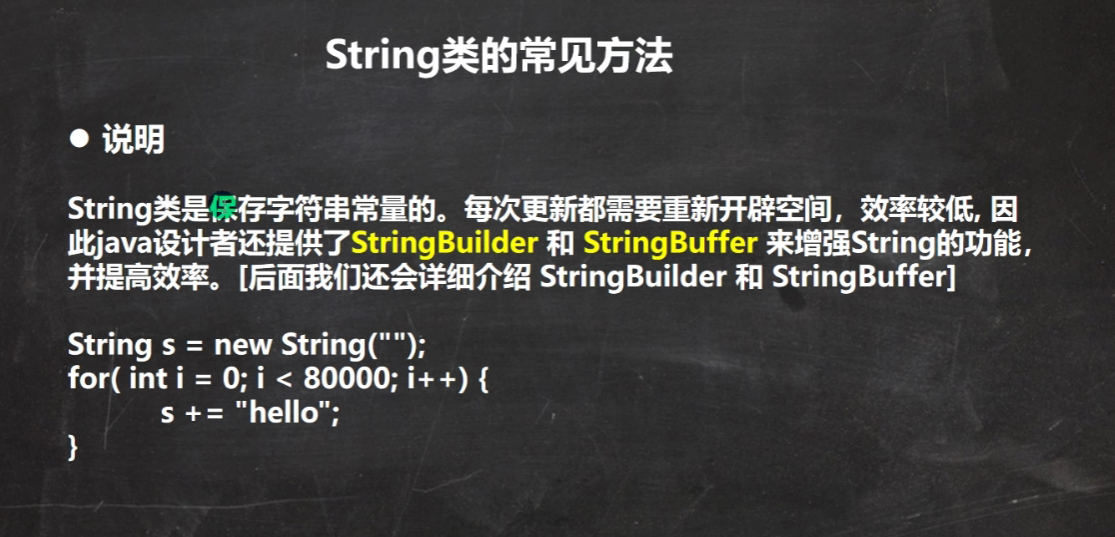 String类的常见方法
● 说明
String类是保存字符串常量的。每次更新都需要重新开辟空间，效率较低, 因
此java设计者还提供了StringBuilder 和 StringBuffer 来增强String的功能，
并提高效率。[后面我们还会详细介绍 StringBuilder 和 StringBuffer]
String s = new String("");
for( int i = 0; i < 80000; i++) {
s += "hello";
}